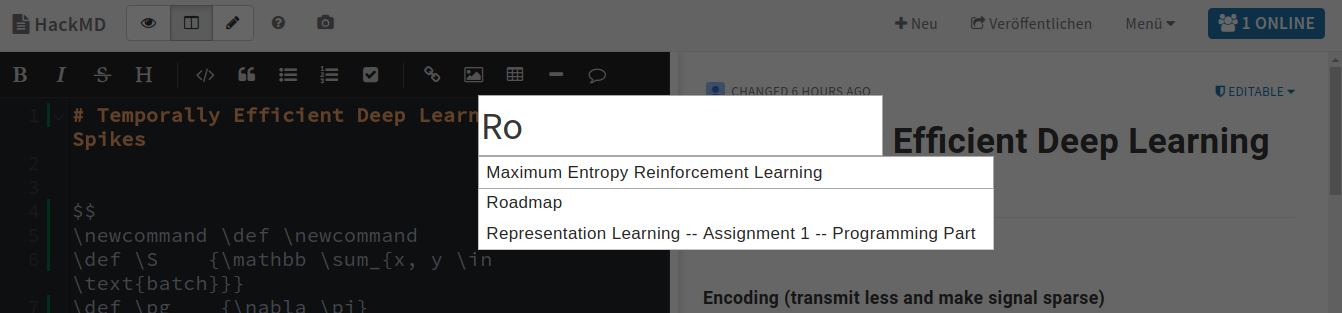 HackMD
Neu
Veröffentlichen
Menü
1 ONLINE
B I S H
CHANGED 6 HOURS AGO
EDITABLE
1 # Temporally Efficient Deep Learn
Spikes
Ro
Efficient Deep Learning
Maximum Entropy Reinforcement Learning
Roadmap
Representation Learning -- Assignment 1 -- Programming Part
2
3
4 $$
5 \newcommand \def \newcommand
6 \def \S {\mathbb \sum_{x, y \in
\text{batch}}}
7 \def \pg {\nabla \pi}
Encoding (transmit less and make signal sparse)